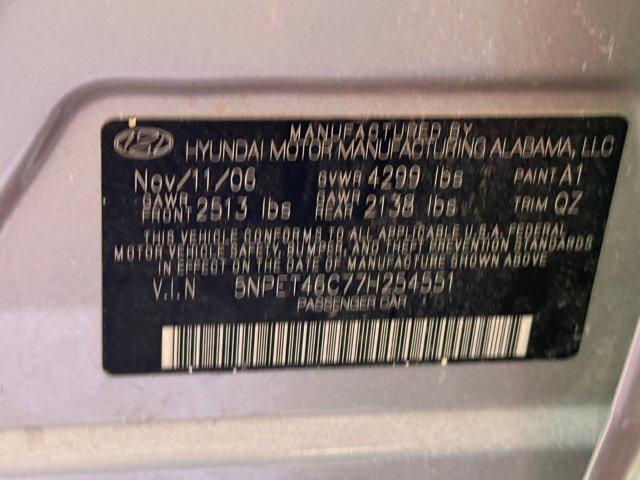 MANUFACTURED BY
HYUNDAI MOTOR MANUFACTURING ALABAMA, LLC
Nov/11/06 GVWR 4299 lbs PAINT A1
GAWR FRONT 2513 lbs GAWR REAR 2138 lbs TRIM QZ
THIS VEHICLE CONFORMS TO ALL APPLICABLE U.S.A. FEDERAL
MOTOR VEHICLE SAFETY, BUMPER, AND THEFT PREVENTION STANDARDS
IN EFFECT ON THE DATE OF MANUFACTURE SHOWN ABOVE.
V.I.N 5NPET46C77H254551
PASSENGER CAR